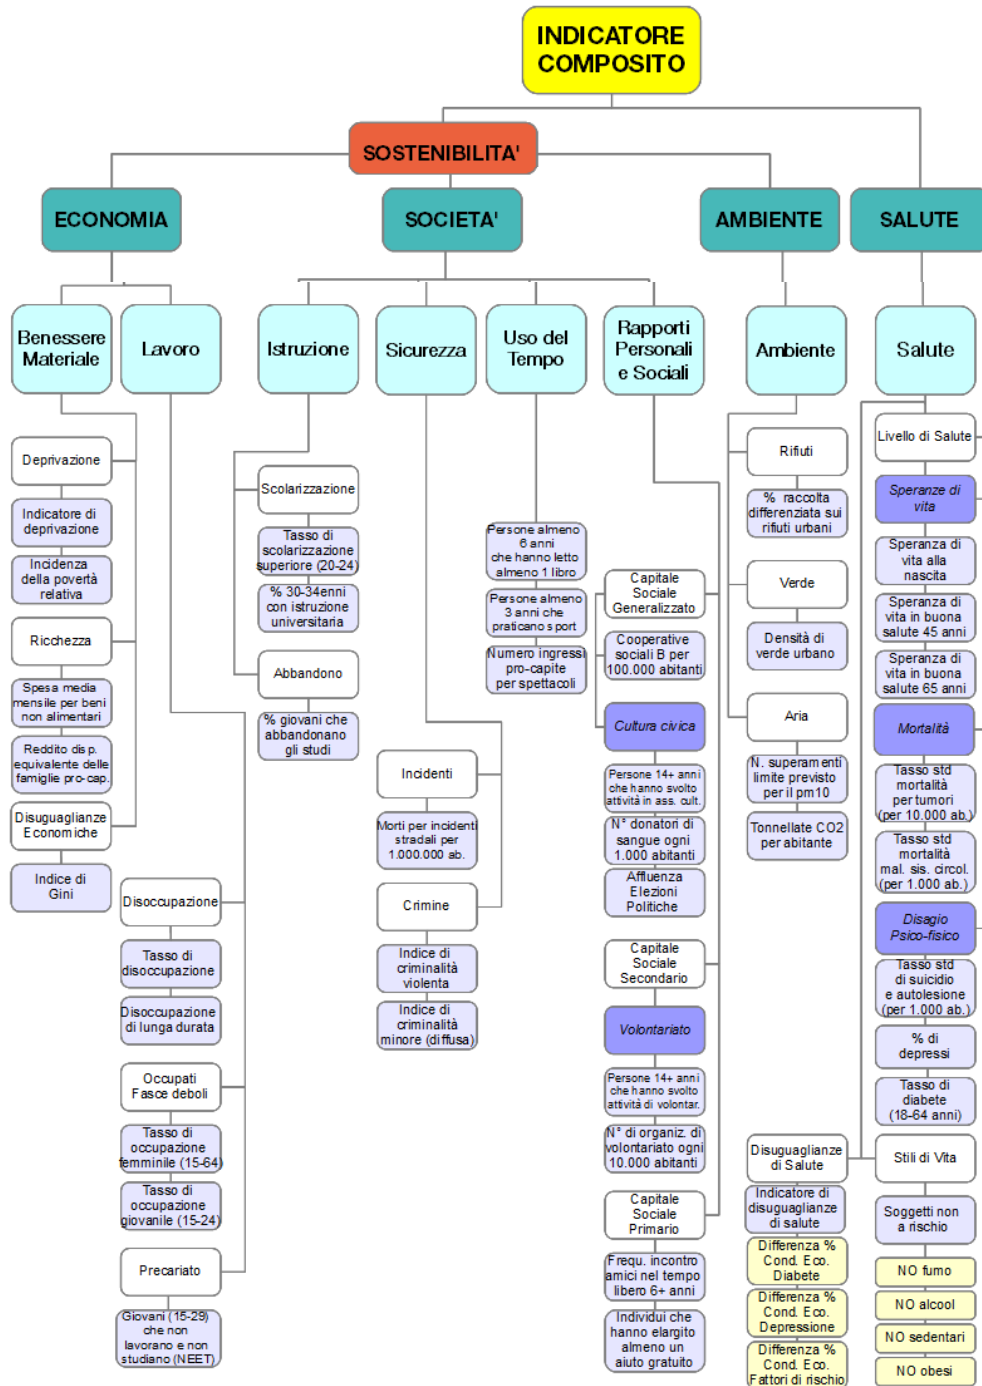 INDICATORE
COMPOSITO
SOSTENIBILITA'
ECONOMIA
SOCIETA'
AMBIENTE
SALUTE
Benessere
Materiale
Lavoro
Istruzione
Sicurezza
Uso del
Tempo
Rapporti
Personali
e Sociali
Ambiente
Salute
Deprivazione
Indicatore di
deprivazione
Incidenza
della povertà
relativa
Ricchezza
Spesa media
mensile per beni
non alimentari
Reddito disp.
equivalente delle
famiglie pro-cap.
Disuguaglianze
Economiche
Indice di
Gini
Disoccupazione
Tasso di
disoccupazione
Disoccupazione
di lunga durata
Occupati
Fasce deboli
Tasso di
occupazione
femminile (15-64)
Tasso di
occupazione
giovanile (15-24)
Precariato
Giovani (15-29)
che non
lavorano e non
studiano (NEET)
Scolarizzazione
Tasso di
scolarizzazione
superiore (20-24)
% 30-34enni
con istruzione
universitaria
Abbandono
% giovani che
abbandonano
gli studi
Incidenti
Morti per incidenti
stradali per
1.000.000 ab.
Crimine
Indice di
criminalità
violenta
Indice di
criminalità
minore (diffusa)
Persone almeno
6 anni
che hanno letto
almeno 1 libro
Persone almeno
3 anni che
praticano sport
Numero ingressi
pro-capite
per spettacoli
Capitale
Sociale
Generalizzato
Cooperative
sociali B per
100.000 abitanti
Cultura civica
Persone 14+ anni
che hanno svolto
attività in ass. cult.
N° donatori di
sangue ogni
1.000 abitanti
Affluenza
Elezioni
Politiche
Capitale
Sociale
Secondario
Volontariato
Persone 14+ anni
che hanno svolto
attività di volontar.
N° di organiz. di
volontariato ogni
10.000 abitanti
Capitale
Sociale
Primario
Frequ. incontro
amici nel tempo
libero 6+ anni
Individui che
hanno elargito
almeno un
aiuto gratuito
Rifiuti
% raccolta
differenziata sui
rifiuti urbani
Verde
Densità di
verde urbano
Aria
N. superamenti
limite previsto
per il pm10
Tonnellate CO2
per abitante
Livello di Salute
Speranze di
vita
Speranza di
vita alla
nascita
Speranza di
vita in buona
salute 45 anni
Speranza di
vita in buona
salute 65 anni
Mortalità
Tasso std
mortalità
per tumori
(per 10.000 ab.)
Tasso std
mortalità
mal. sis. circol.
(per 1.000 ab.)
Disagio
Psico-fisico
Tasso std
di suicidio
e autolesione
(per 1.000 ab.)
% di
depressi
Tasso di
diabete
(18-64 anni)
Disuguaglianze
di Salute
Indicatore di
disuguaglianze
di salute
Differenza %
Cond. Eco.
Diabete
Differenza %
Cond. Eco.
Depressione
Differenza %
Cond. Eco.
Fattori di rischio
Stili di Vita
Soggetti non
a rischio
NO fumo
NO alcool
NO sedentari
NO obesi